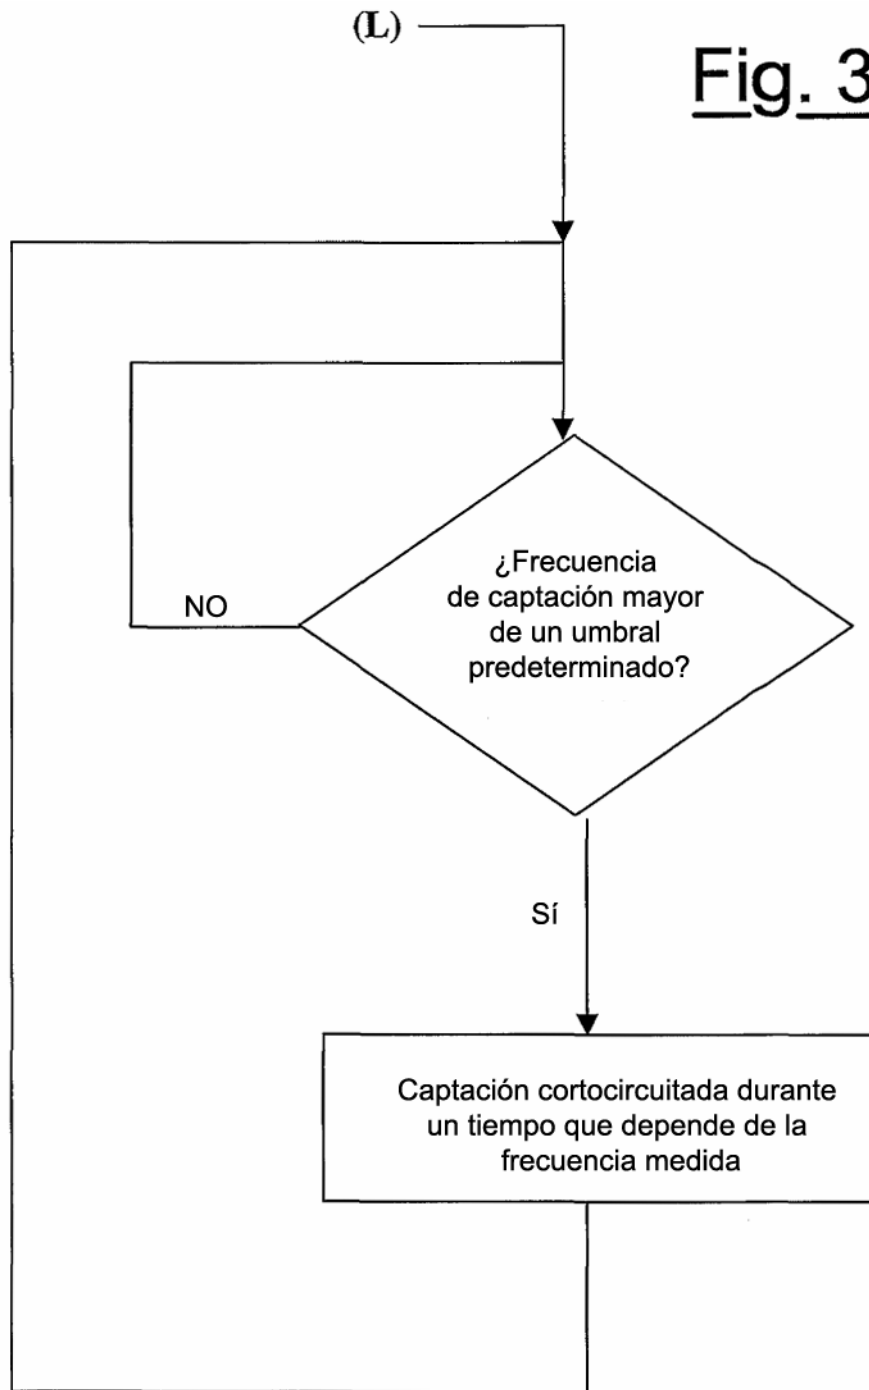 (L)
Fig. 3
¿Frecuencia
de captación mayor
de un umbral
predeterminado?
NO
Sí
Captación cortocircuitada durante
un tiempo que depende de la
frecuencia medida